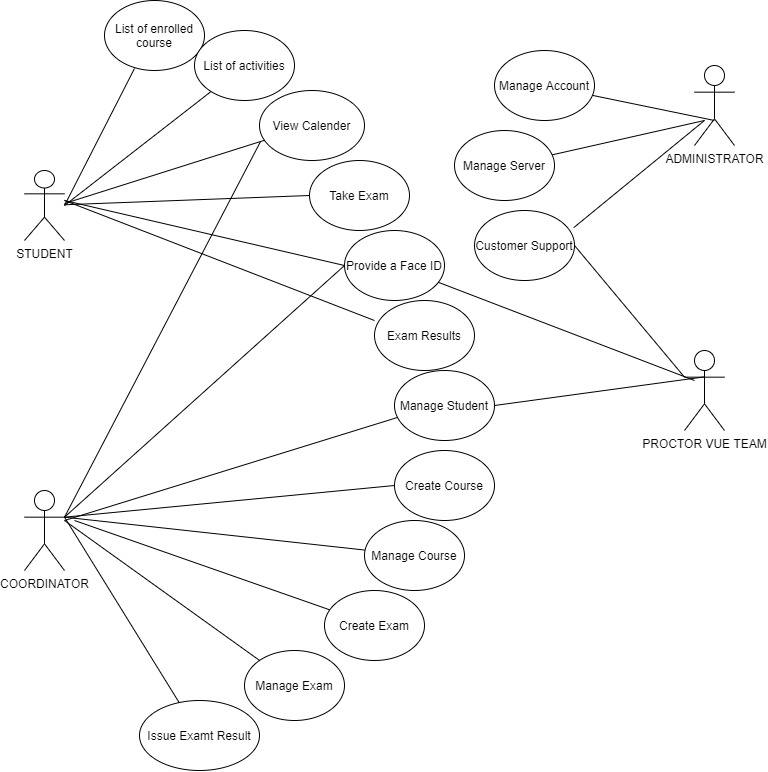 List of enrolled
course
List of activities
Manage Account
View Calender
ADMINISTRATOR
Manage Server
Take Exam
STUDENT
Customer Support
Provide a Face ID
Exam Results
Manage Student
PROCTOR VUE TEAM
Create Course
Manage Course
COORDINATOR
Create Exam
Manage Exam
Issue Examt Result